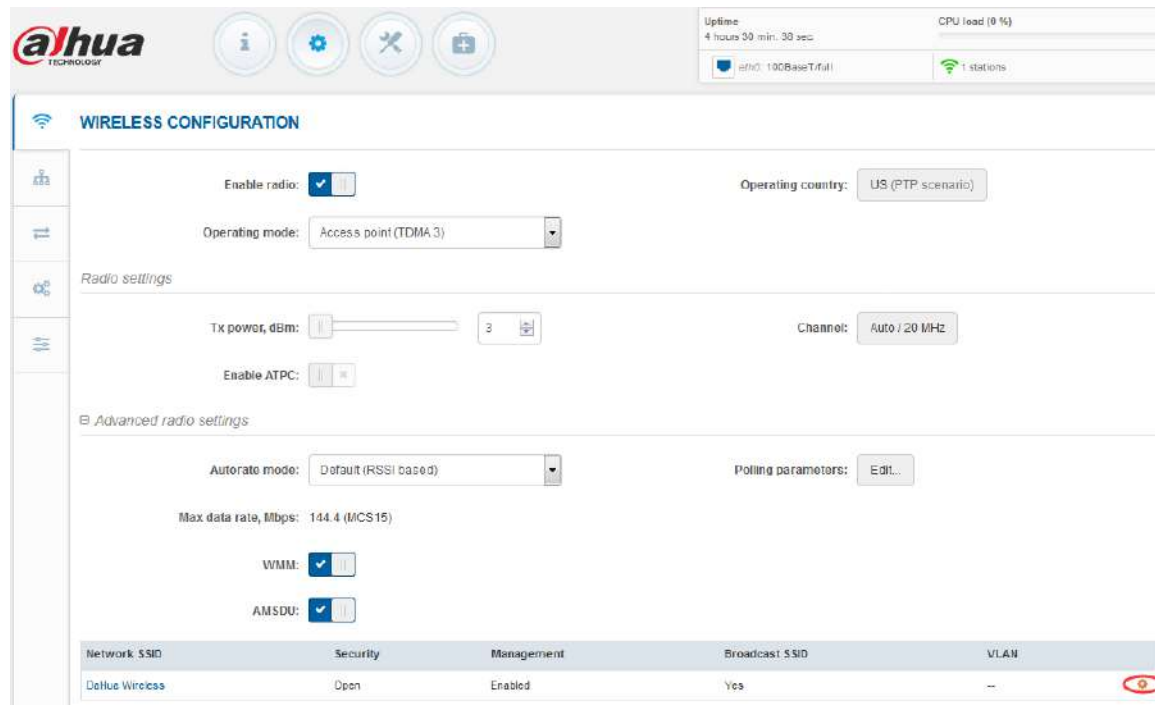 alhua
TECHNOLOGY
Uptime
4 hours 30 min. 38 sec.
CPU load (0 %)
eth0: 100BaseT/full
1 stations
WIRELESS CONFIGURATION
Enable radio:
Operating country: US (PTP scenario)
Operating mode: Access point (TDMA 3)
Radio settings
Tx power, dBm: 3
Channel: Auto / 20 MHz
Enable ATPC:
Advanced radio settings
Autorate mode: Default (RSSI based)
Polling parameters: Edit...
Max data rate, Mbps: 144.4 (MCS15)
WMM:
AMSDU:
Network SSID Security Management Broadcast SSID VLAN
DaHua Wireless Open Enabled Yes --